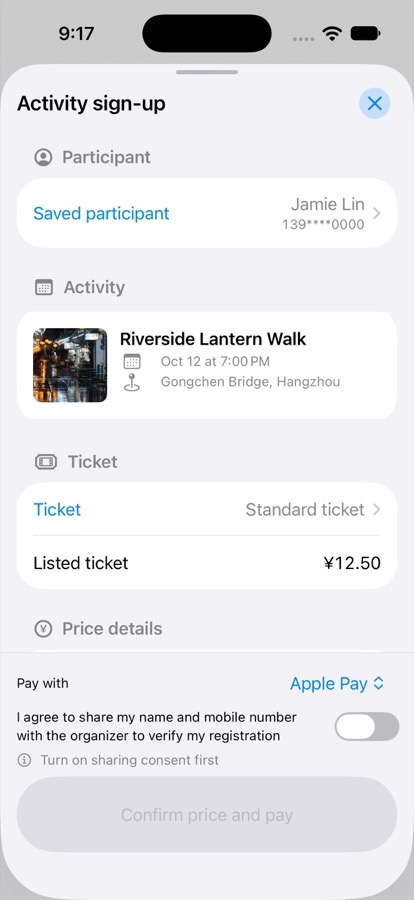 9:17
Activity sign-up
Participant
Saved participant
Jamie Lin
139****0000
Activity
Riverside Lantern Walk
Oct 12 at 7:00 PM
Gongchen Bridge, Hangzhou
Ticket
Ticket
Standard ticket
Listed ticket
¥12.50
Price details
Pay with
Apple Pay
I agree to share my name and mobile number
with the organizer to verify my registration
Turn on sharing consent first
Confirm price and pay